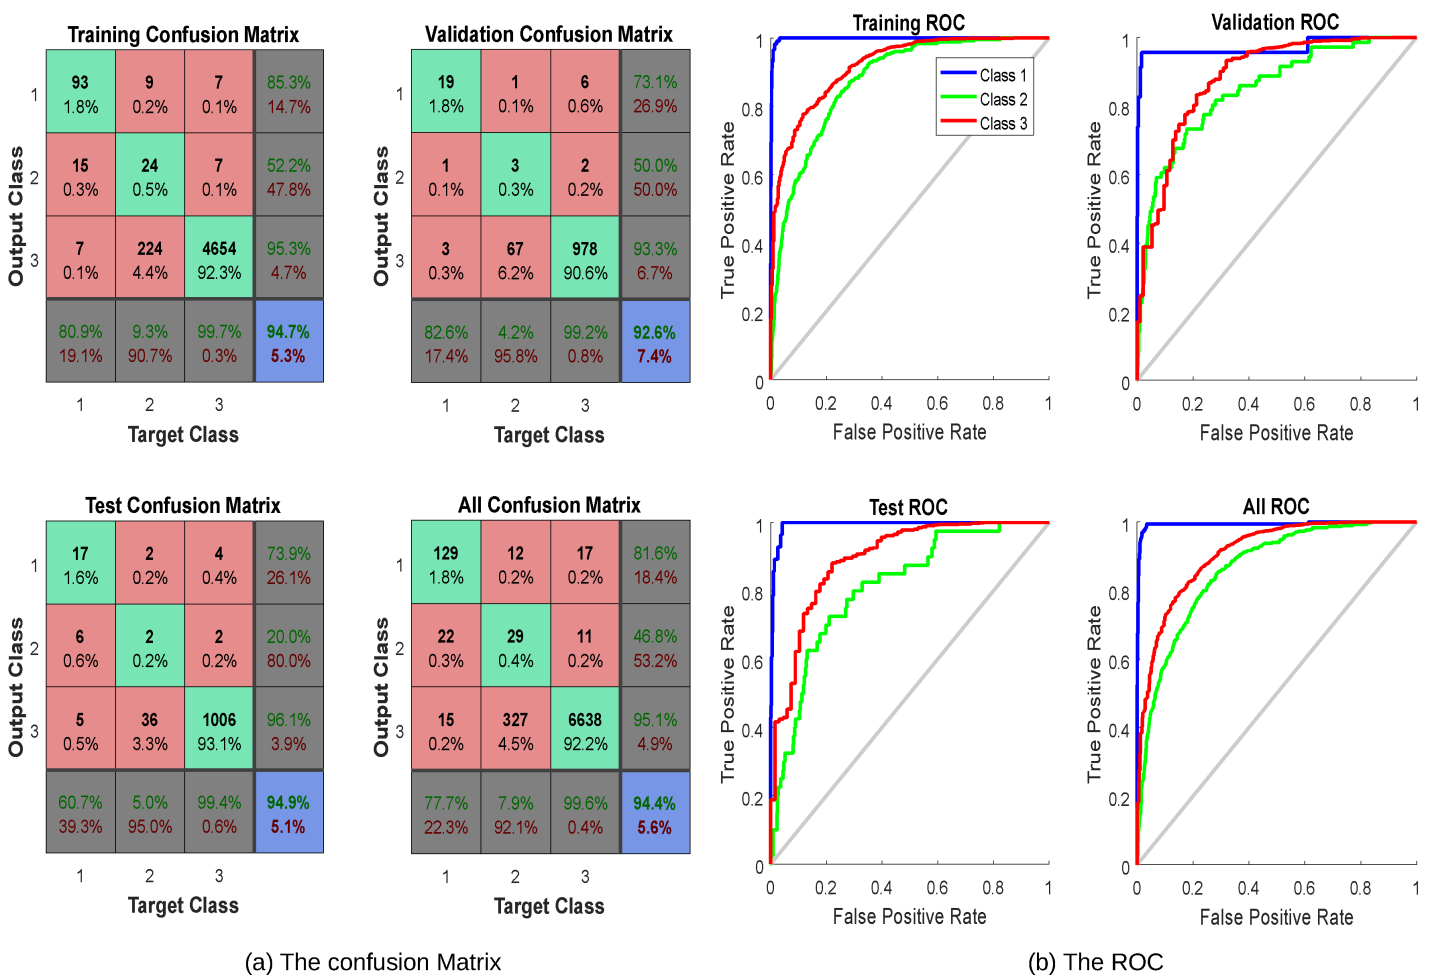 Training Confusion Matrix
Output Class
1
93 9 7 85.3%
1.8% 0.2% 0.1% 14.7%
2
15 24 7 52.2%
0.3% 0.5% 0.1% 47.8%
3
7 224 4654 95.3%
0.1% 4.4% 92.3% 4.7%
80.9% 9.3% 99.7% 94.7%
19.1% 90.7% 0.3% 5.3%
1 2 3
Target Class
Validation Confusion Matrix
Output Class
1
19 1 6 73.1%
1.8% 0.1% 0.6% 26.9%
2
1 3 2 50.0%
0.1% 0.3% 0.2% 50.0%
3
3 67 978 93.3%
0.3% 6.2% 90.6% 6.7%
82.6% 4.2% 99.2% 92.6%
17.4% 95.8% 0.8% 7.4%
1 2 3
Target Class
Training ROC
True Positive Rate
1
0.8
0.6
0.4
0.2
0
Class 1
Class 2
Class 3
0 0.2 0.4 0.6 0.8 1
False Positive Rate
Validation ROC
True Positive Rate
1
0.8
0.6
0.4
0.2
0
0 0.2 0.4 0.6 0.8 1
False Positive Rate
Test Confusion Matrix
Output Class
1
17 2 4 73.9%
1.6% 0.2% 0.4% 26.1%
2
6 2 2 20.0%
0.6% 0.2% 0.2% 80.0%
3
5 36 1006 96.1%
0.5% 3.3% 93.1% 3.9%
60.7% 5.0% 99.4% 94.9%
39.3% 95.0% 0.6% 5.1%
1 2 3
Target Class
All Confusion Matrix
Output Class
1
129 12 17 81.6%
1.8% 0.2% 0.2% 18.4%
2
22 29 11 46.8%
0.3% 0.4% 0.2% 53.2%
3
15 327 6638 95.1%
0.2% 4.5% 92.2% 4.9%
77.7% 7.9% 99.6% 94.4%
22.3% 92.1% 0.4% 5.6%
1 2 3
Target Class
Test ROC
True Positive Rate
1
0.8
0.6
0.4
0.2
0
0 0.2 0.4 0.6 0.8 1
False Positive Rate
All ROC
True Positive Rate
1
0.8
0.6
0.4
0.2
0
0 0.2 0.4 0.6 0.8 1
False Positive Rate
(a) The confusion Matrix
(b) The ROC